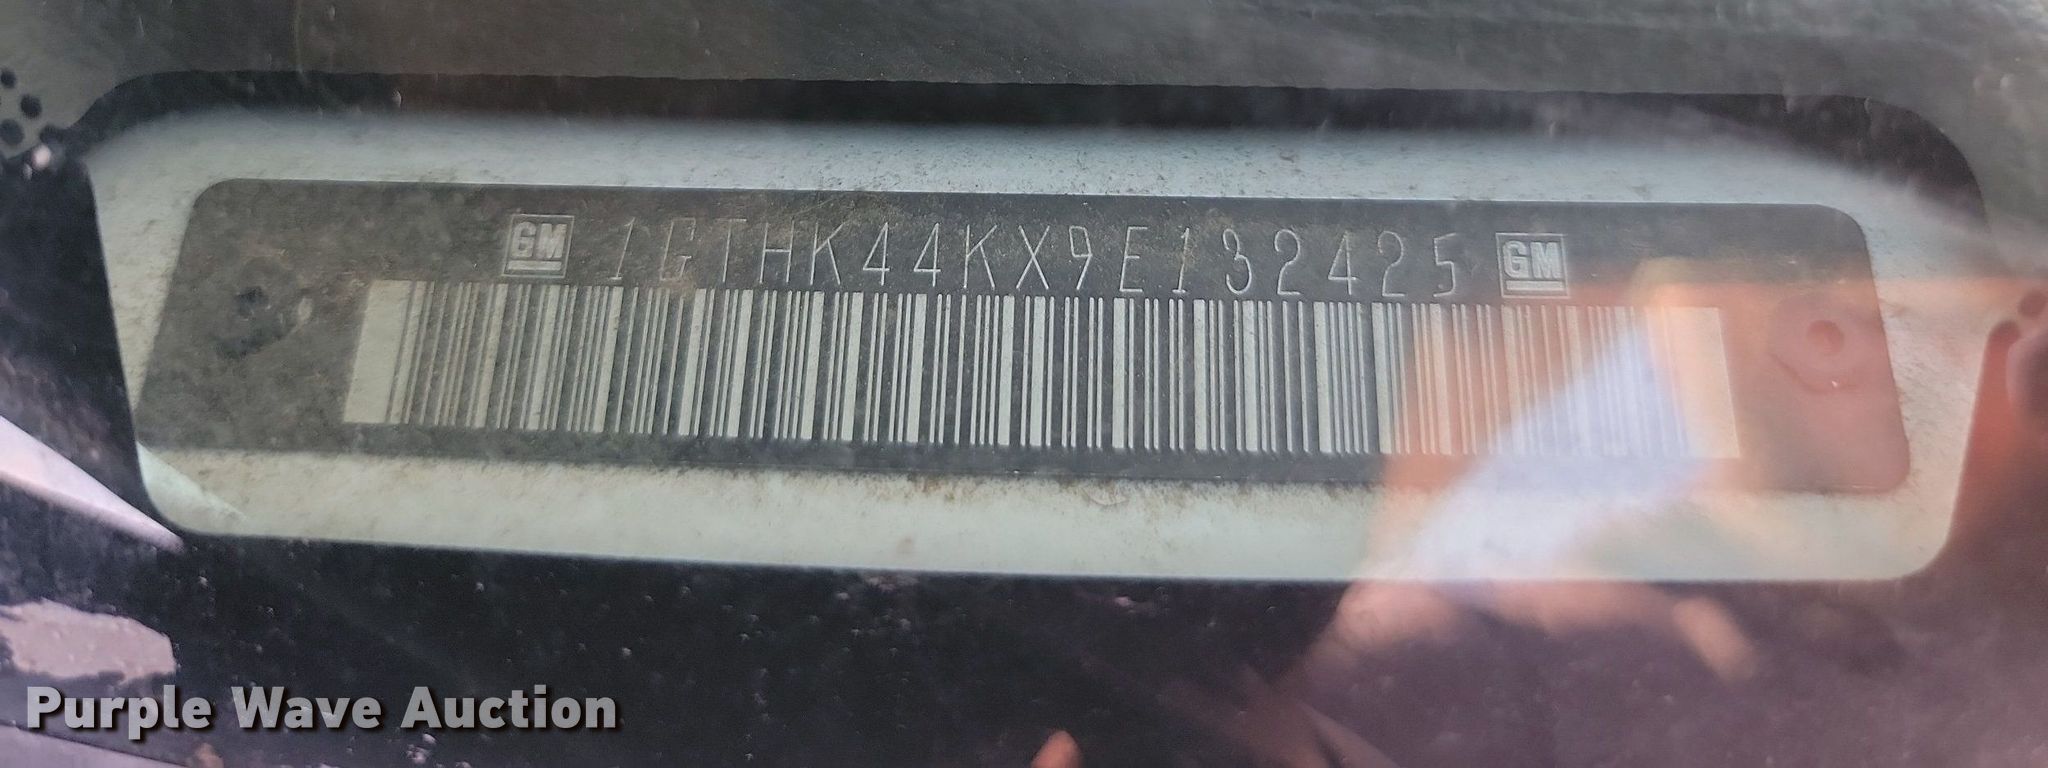 GM 1GTHK44KX9E132425 GM
Purple Wave Auction